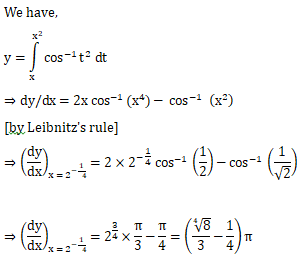 We have,
y = ∫ₓ^(x²) cos⁻¹ t² dt
⇒ dy/dx = 2x cos⁻¹ (x⁴) − cos⁻¹ (x²)
[by Leibnitz's rule]
⇒ (dy/dx)ₓ ₌ ₂^(−1/4) = 2 × 2^(−1/4) cos⁻¹ (1/2) − cos⁻¹ (1/√2)
⇒ (dy/dx)ₓ ₌ ₂^(−1/4) = 2^(3/4) × π/3 − π/4 = (∜8/3 − 1/4) π